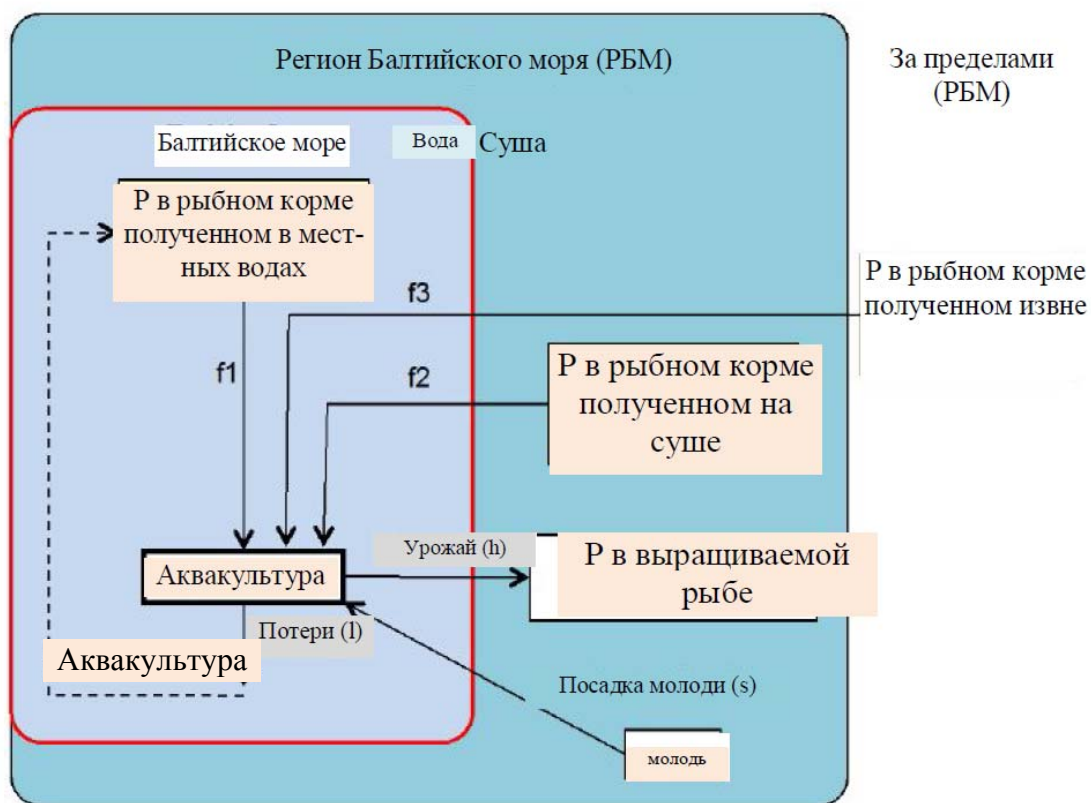 Регион Балтийского моря (РБМ)
За пределами
(РБМ)
Балтийское море
Вода
Суша
P в рыбном корме
полученном в мест-
ных водах
f3
P в рыбном корме
полученном извне
f1
f2
P в рыбном корме
полученном на
суше
Аквакультура
Урожай (h)
P в выращиваемой
рыбе
Потери (l)
Аквакультура
Посадка молоди (s)
молодь